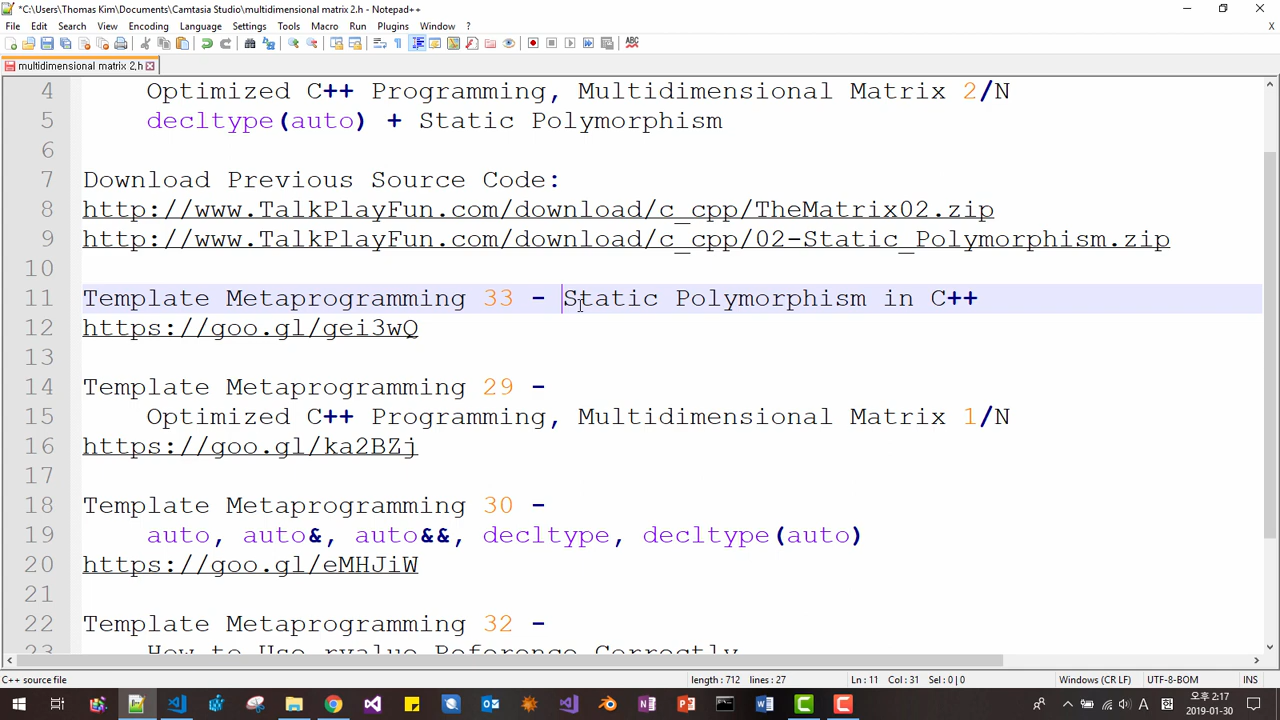 *C:\Users\Thomas Kim\Documents\Camtasia Studio\multidimensional matrix 2.h - Notepad++
File Edit Search View Encoding Language Settings Tools Macro Run Plugins Window ?
X
multidimensional matrix 2.h
4 Optimized C++ Programming, Multidimensional Matrix 2/N
5 decltype(auto) + Static Polymorphism
6
7 Download Previous Source Code:
8 http://www.TalkPlayFun.com/download/c_cpp/TheMatrix02.zip
9 http://www.TalkPlayFun.com/download/c_cpp/02-Static_Polymorphism.zip
10
11 Template Metaprogramming 33 - Static Polymorphism in C++
12 https://goo.gl/gei3wQ
13
14 Template Metaprogramming 29 -
15 Optimized C++ Programming, Multidimensional Matrix 1/N
16 https://goo.gl/ka2BZj
17
18 Template Metaprogramming 30 -
19 auto, auto&, auto&&, decltype, decltype(auto)
20 https://goo.gl/eMHJiW
21
22 Template Metaprogramming 32 -
23 How to Use rvalue Reference Correctly
C++ source file length : 712 lines : 27 Ln : 11 Col : 31 Sel : 0 | 0 Windows (CR LF) UTF-8-BOM INS
A 오후 2:17
2019-01-30